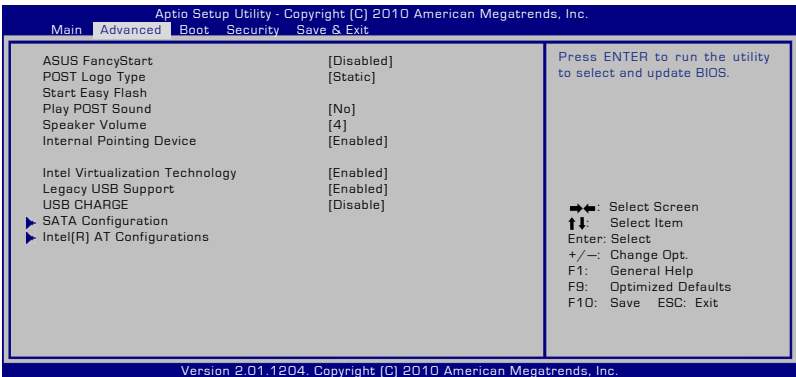 Aptio Setup Utility - Copyright (C) 2010 American Megatrends, Inc.
Main Advanced Boot Security Save & Exit
ASUS FancyStart [Disabled]
POST Logo Type [Static]
Start Easy Flash
Play POST Sound [No]
Speaker Volume [4]
Internal Pointing Device [Enabled]
Intel Virtualization Technology [Enabled]
Legacy USB Support [Enabled]
USB CHARGE [Disable]
SATA Configuration
Intel(R) AT Configurations
Press ENTER to run the utility
to select and update BIOS.
→←: Select Screen
↑↓: Select Item
Enter: Select
+/—: Change Opt.
F1: General Help
F9: Optimized Defaults
F10: Save ESC: Exit
Version 2.01.1204. Copyright (C) 2010 American Megatrends, Inc.